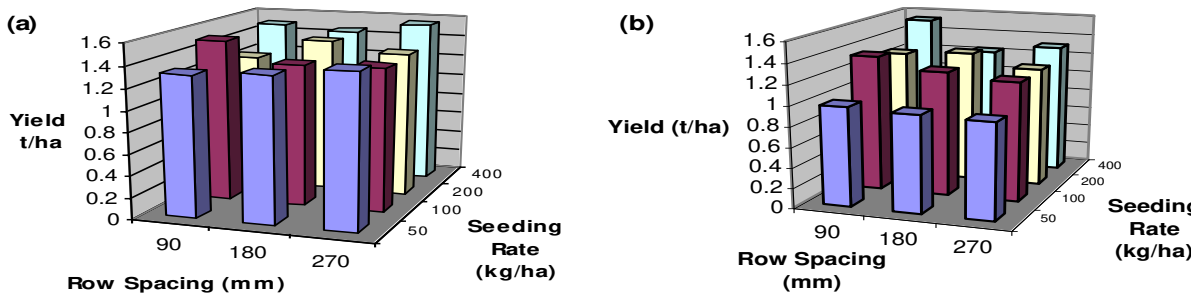 (a)
1.6
1.4
1.2
1
0.8
0.6
0.4
0.2
0
Yield
t/ha
90
180
270
Row Spacing (mm)
50
100
200
400
Seeding
Rate
(kg/ha)
(b)
1.6
1.4
1.2
1
0.8
0.6
0.4
0.2
0
Yield (t/ha)
90
180
270
Row Spacing
(mm)
50
100
200
400
Seeding
Rate
(kg/ha)